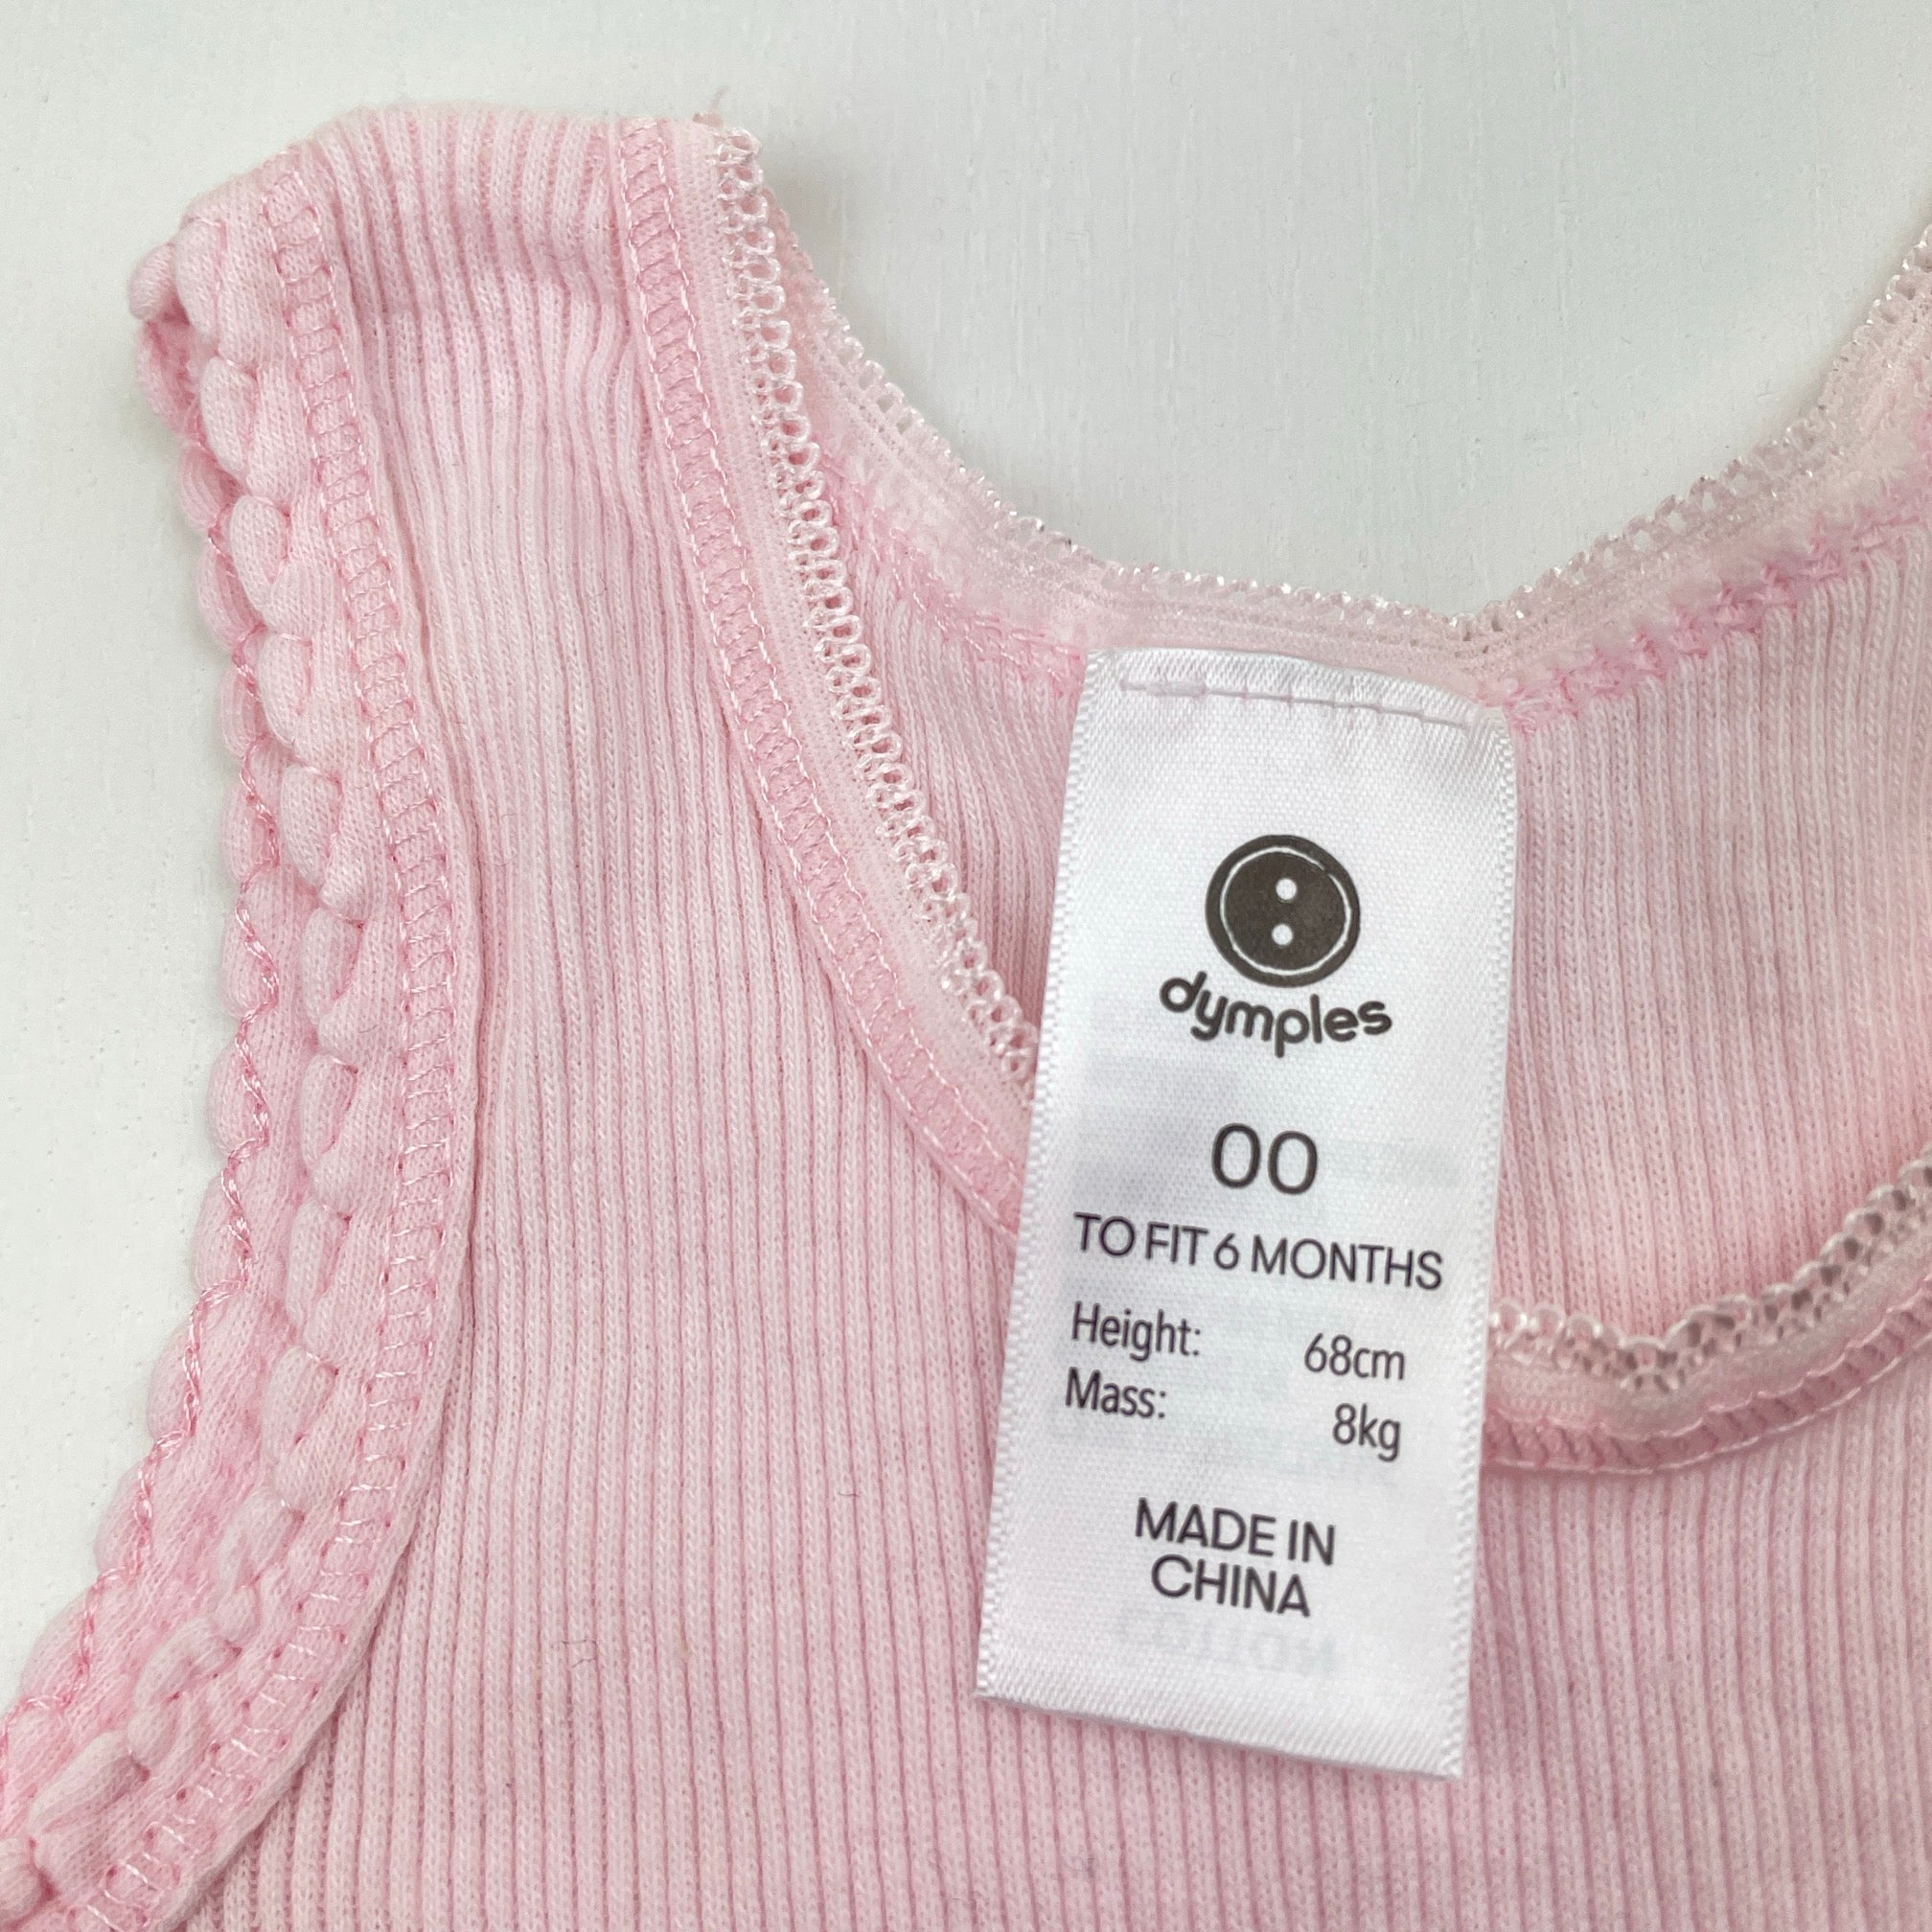 dymples
00
TO FIT 6 MONTHS
Height: 68cm
Mass: 8kg
MADE IN
CHINA